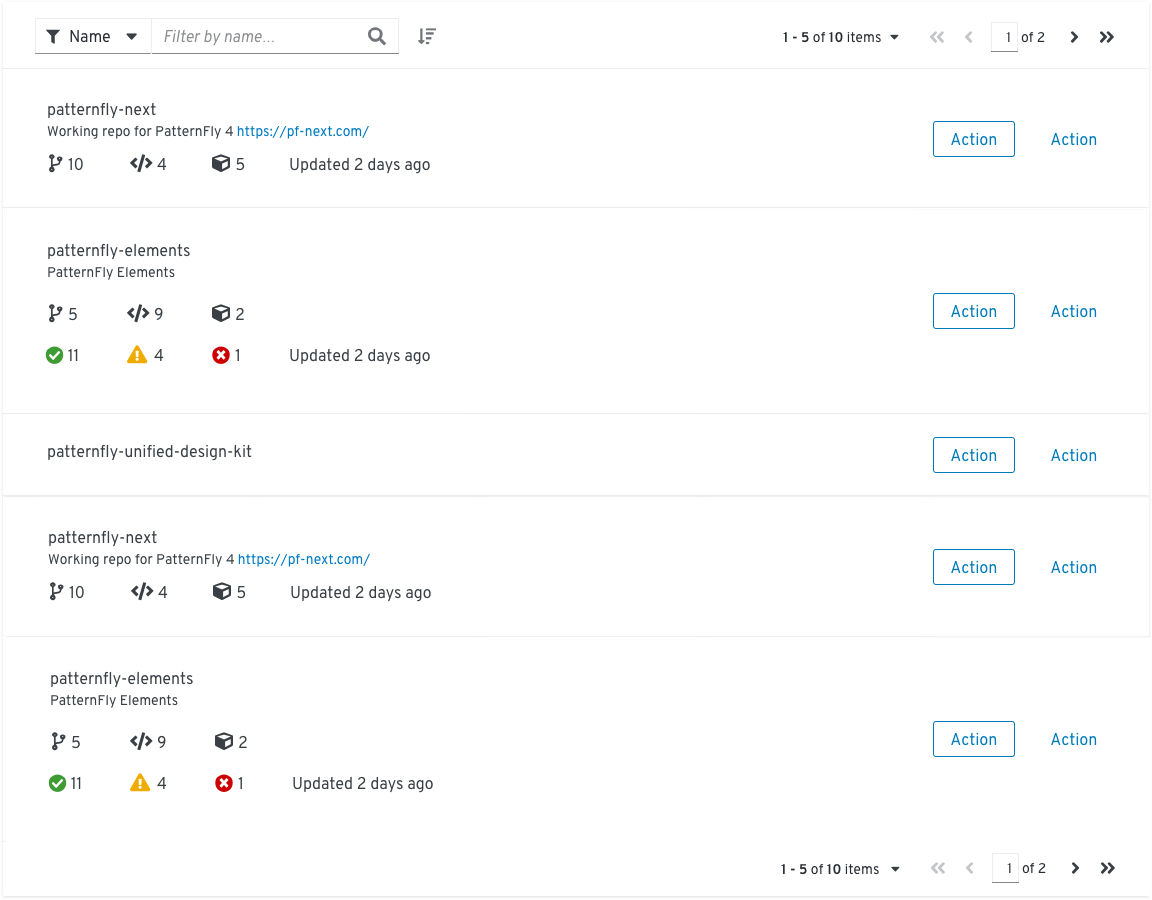 Name Filter by name... 1 - 5 of 10 items 1 of 2
patternfly-next
Working repo for PatternFly 4 https://pf-next.com/
Action Action
10 4 5 Updated 2 days ago
patternfly-elements
PatternFly Elements
5 9 2
Action Action
11 4 1 Updated 2 days ago
patternfly-unified-design-kit
Action Action
patternfly-next
Working repo for PatternFly 4 https://pf-next.com/
Action Action
10 4 5 Updated 2 days ago
patternfly-elements
PatternFly Elements
5 9 2
Action Action
11 4 1 Updated 2 days ago
1 - 5 of 10 items 1 of 2